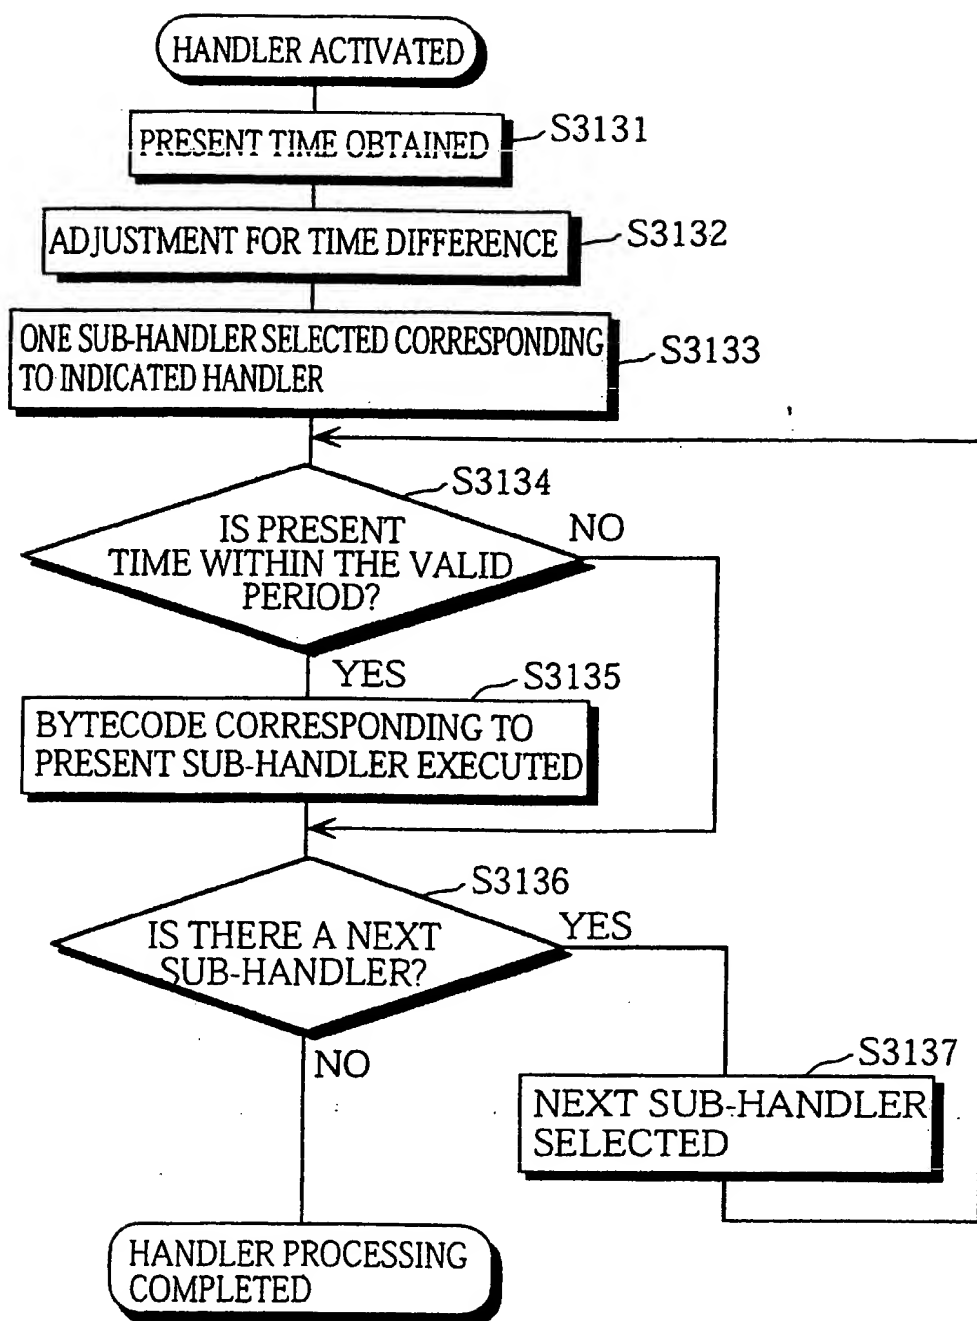 HANDLER ACTIVATED
PRESENT TIME OBTAINED
S3131
ADJUSTMENT FOR TIME DIFFERENCE
S3132
ONE SUB-HANDLER SELECTED CORRESPONDING
TO INDICATED HANDLER
S3133
S3134
IS PRESENT
TIME WITHIN THE VALID
PERIOD?
NO
YES
S3135
BYTECODE CORRESPONDING TO
PRESENT SUB-HANDLER EXECUTED
S3136
IS THERE A NEXT
SUB-HANDLER?
YES
NO
S3137
NEXT SUB-HANDLER
SELECTED
HANDLER PROCESSING
COMPLETED